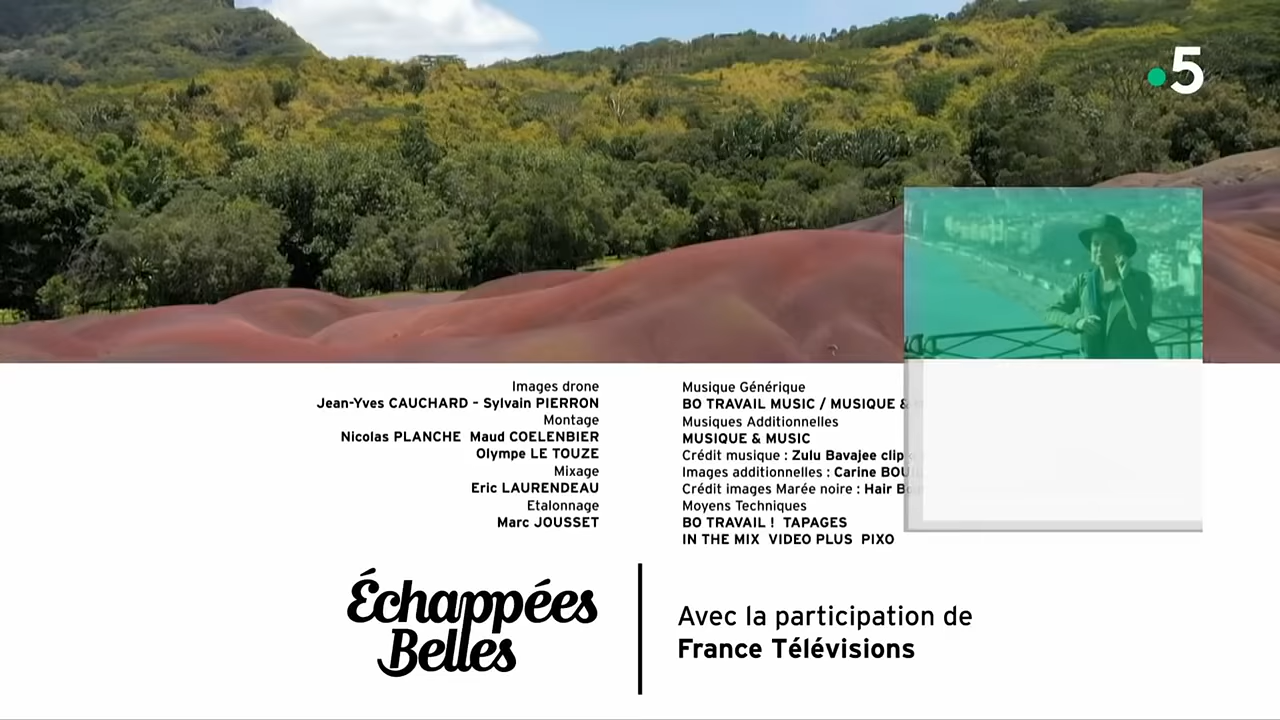 5
Images drone
Jean-Yves CAUCHARD – Sylvain PIERRON
Montage
Nicolas PLANCHE Maud COELENBIER
Olympe LE TOUZE
Mixage
Eric LAURENDEAU
Etalonnage
Marc JOUSSET
Musique Générique
BO TRAVAIL MUSIC / MUSIQUE &
Musiques Additionnelles
MUSIQUE & MUSIC
Crédit musique : Zulu Bavajee clip
Images additionnelles : Carine
Crédit images Marée noire : Hair
Moyens Techniques
BO TRAVAIL ! TAPAGES
IN THE MIX VIDEO PLUS PIXO
Échappées
Belles
Avec la participation de
France Télévisions